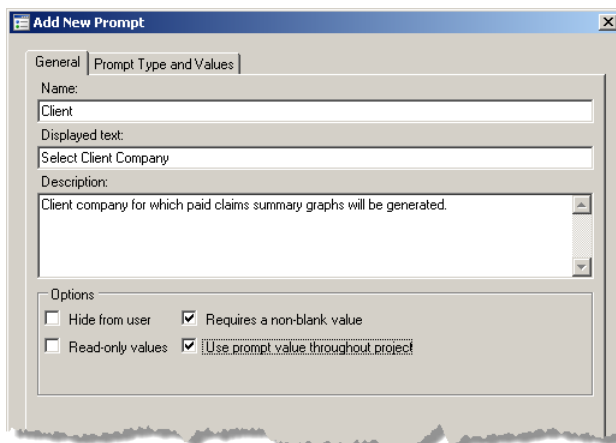 Add New Prompt
General
Prompt Type and Values
Name:
Client
Displayed text:
Select Client Company
Description:
Client company for which paid claims summary graphs will be generated.
Options
Hide from user
Requires a non-blank value
Read-only values
Use prompt value throughout project